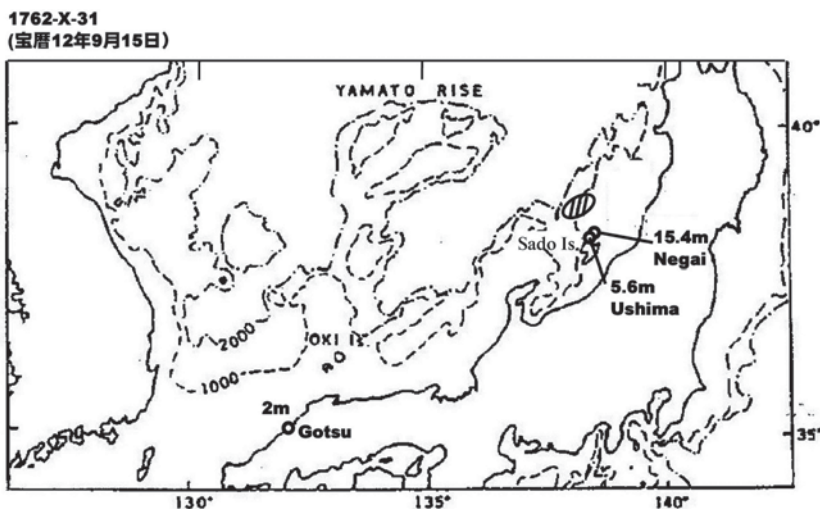 1762-X-31
(宝暦12年9月15日)
YAMATO RISE
40°
Sado Is.
15.4m
Negai
5.6m
Ushima
2000
OKI Is.
1000
2m
Gotsu
35°
130°
135°
140°